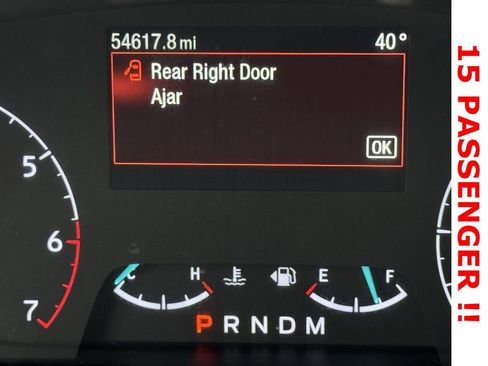 54617.8 mi 40°
Rear Right Door
Ajar
OK
5
6
7
C H E F
P R N D M
15 PASSENGER !!